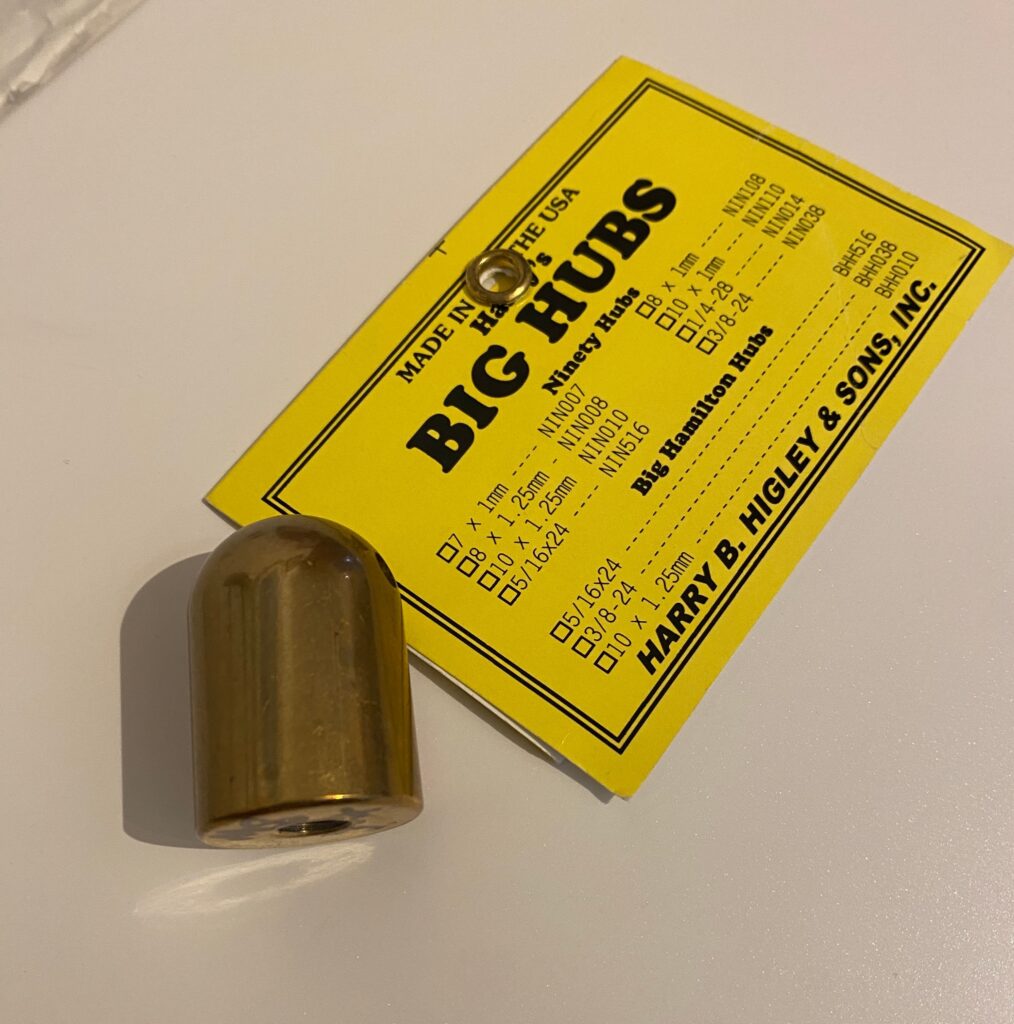 MADE IN THE USA
BIG HUBS
Ninety Hubs
☐7 x 1mm ---- NIN007
☐8 x 1.25mm -- NIN008
☐10 x 1.25mm - NIN010
☐5/16x24 ---- NIN516
☐8 x 1mm ---- NIN108
☐10 x 1mm --- NIN110
☐1/4-28 ----- NIN014
☐3/8-24 ----- NIN038
Big Hamilton Hubs
☐5/16x24 -------------------- BHH516
☐3/8-24 --------------------- BHH038
☐10 x 1.25mm ---------------- BHH010
HARRY B. HIGLEY & SONS, INC.